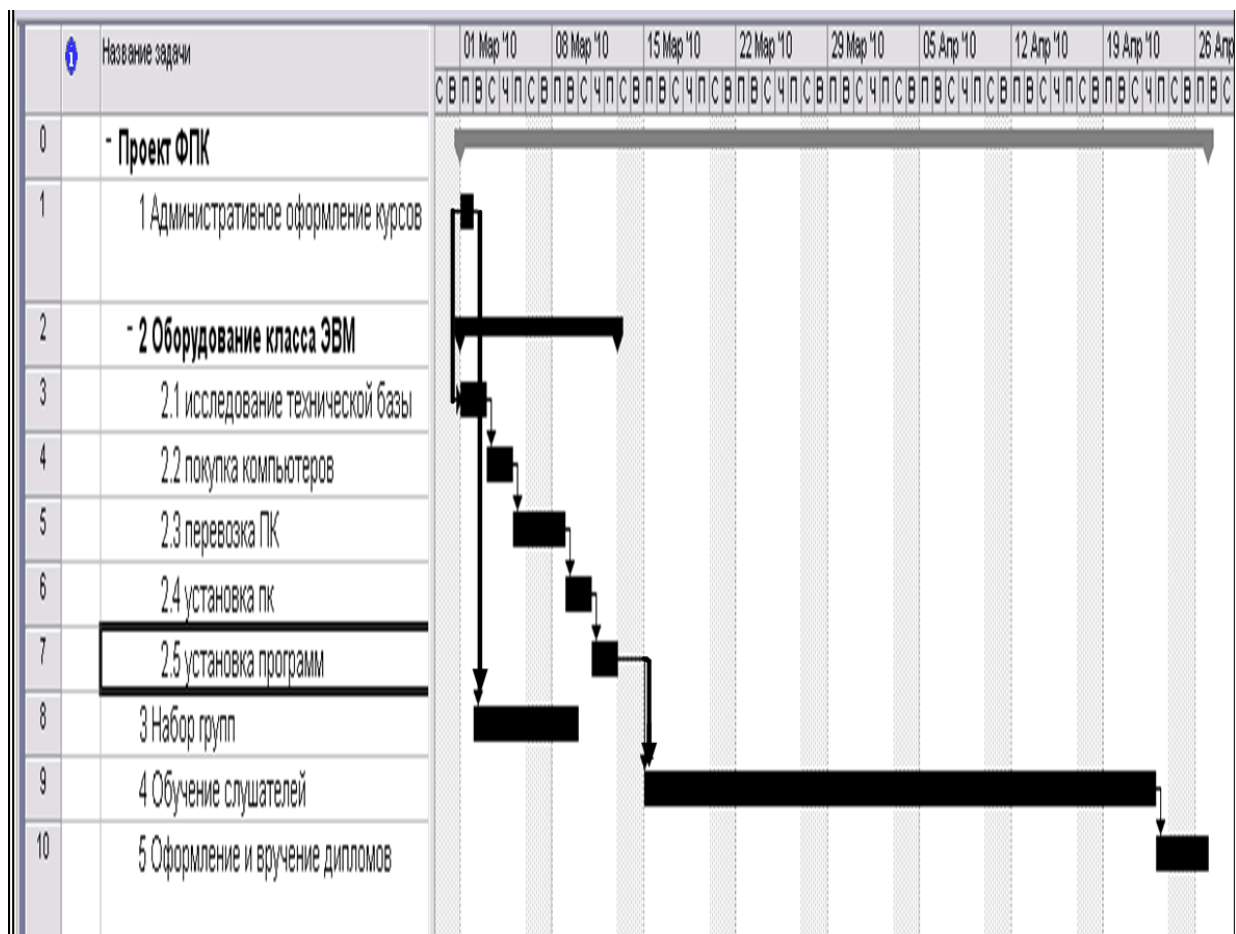 Название задачи
01 Мар '10 08 Мар '10 15 Мар '10 22 Мар '10 29 Мар '10 05 Апр '10 12 Апр '10 19 Апр '10 26 Апр
С В П В С Ч П С В П В С Ч П С В П В С Ч П С В П В С Ч П С В П В С Ч П С В П В С Ч П С В П В С Ч П С В П В С Ч П С В П В С
0 - Проект ФПК
1 1 Административное оформление курсов
2 - 2 Оборудование класса ЭВМ
3 2.1 исследование технической базы
4 2.2 покупка компьютеров
5 2.3 перевозка ПК
6 2.4 установка пк
7 2.5 установка программ
8 3 Набор групп
9 4 Обучение слушателей
10 5 Оформление и вручение дипломов